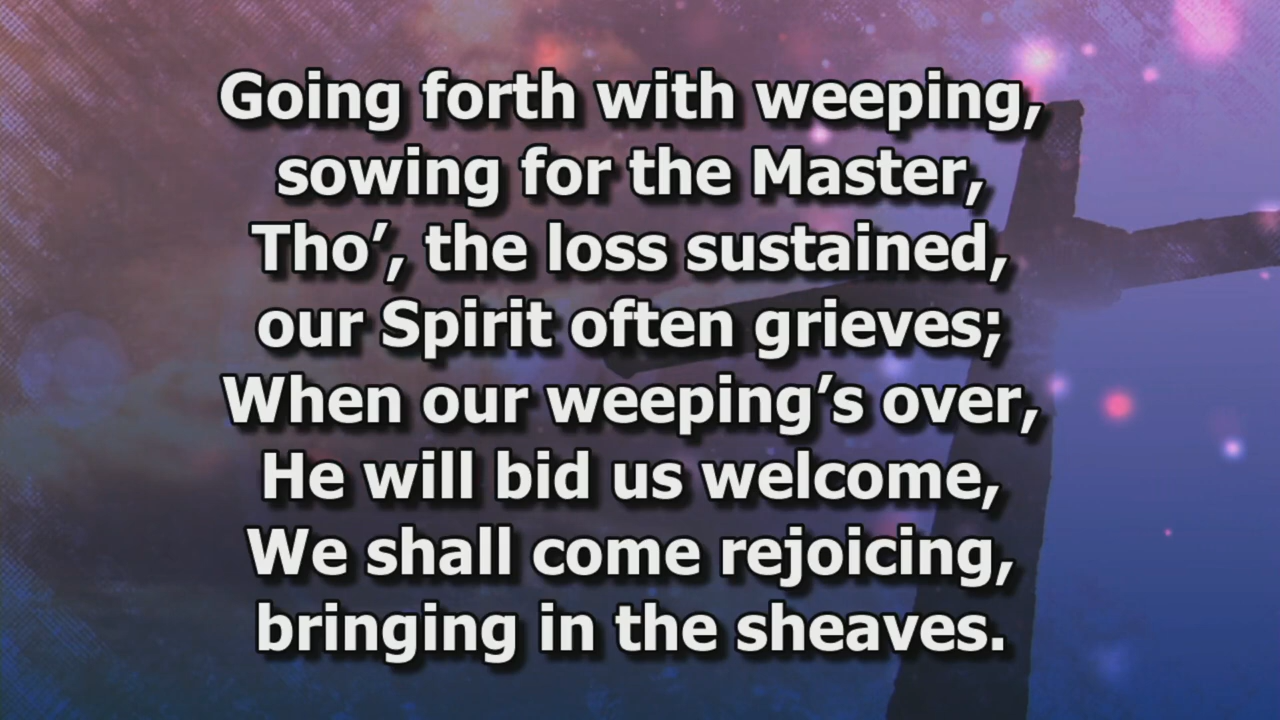 Going forth with weeping,
sowing for the Master,
Tho’, the loss sustained,
our Spirit often grieves;
When our weeping’s over,
He will bid us welcome,
We shall come rejoicing,
bringing in the sheaves.